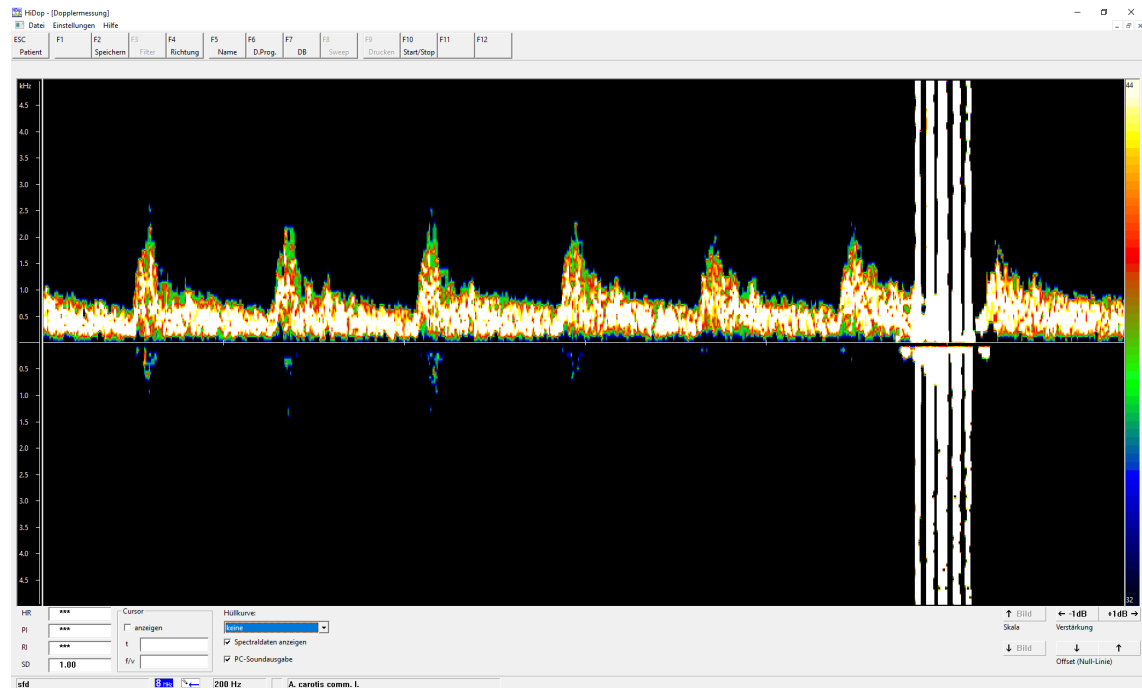 HiDop - [Dopplermessung]
Datei Einstellungen Hilfe
ESC F1 F2 F3 F4 F5 F6 F7 F8 F9 F10 F11 F12
Patient Speichern Filter Richtung Name D.Prog. DB Sweep Drucken Start/Stop
kHz 44
4.5
4.0
3.5
3.0
2.5
2.0
1.5
1.0
0.5
0.5
1.0
1.5
2.0
2.5
3.0
3.5
4.0
4.5
32
HR *** Cursor Hüllkurve: ↑ Bild ← -1dB +1dB →
PI *** anzeigen keine Skala Verstärkung
RI *** t Spectraldaten anzeigen ↓ Bild ↓ ↑
SD 1.00 f/v PC-Soundausgabe Offset (Null-Linie)
sfd 8 MHz 200 Hz A. carotis comm. l.